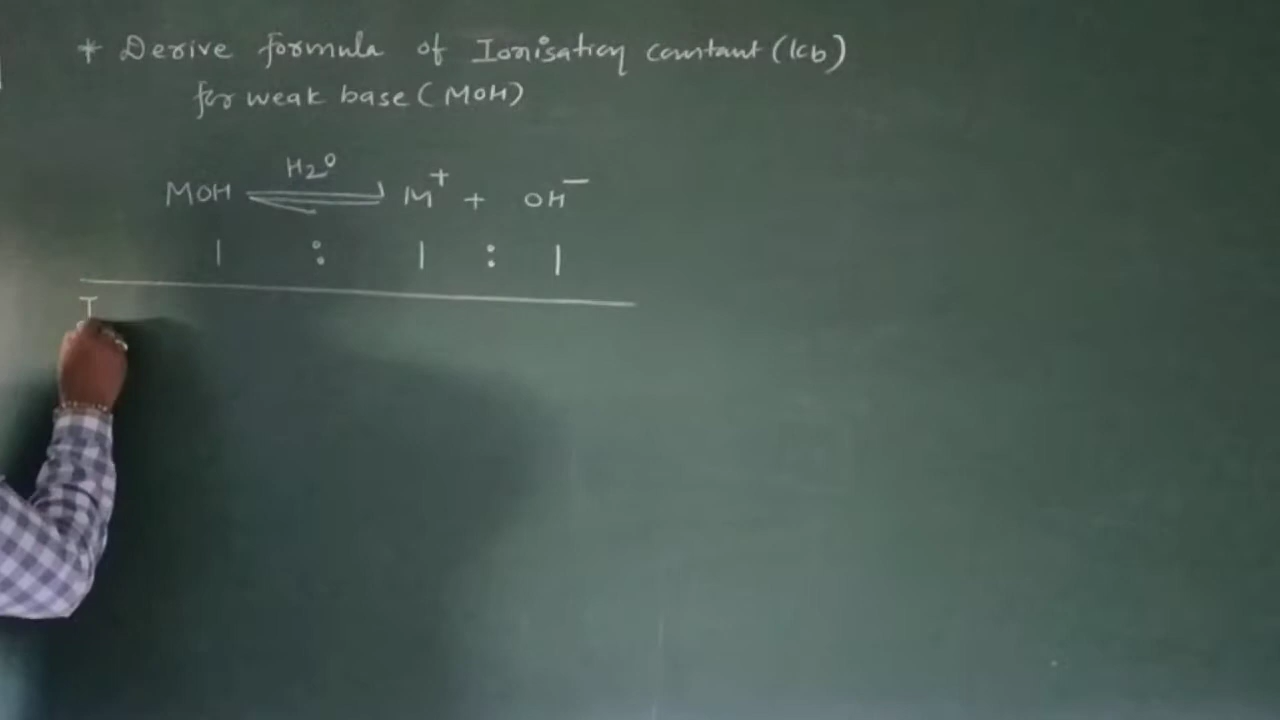 * Derive formula of Ionisation constant (Kb)
for weak base (MOH)
H2O
MOH ⇌ M+ + OH−
1 : 1 : 1
I